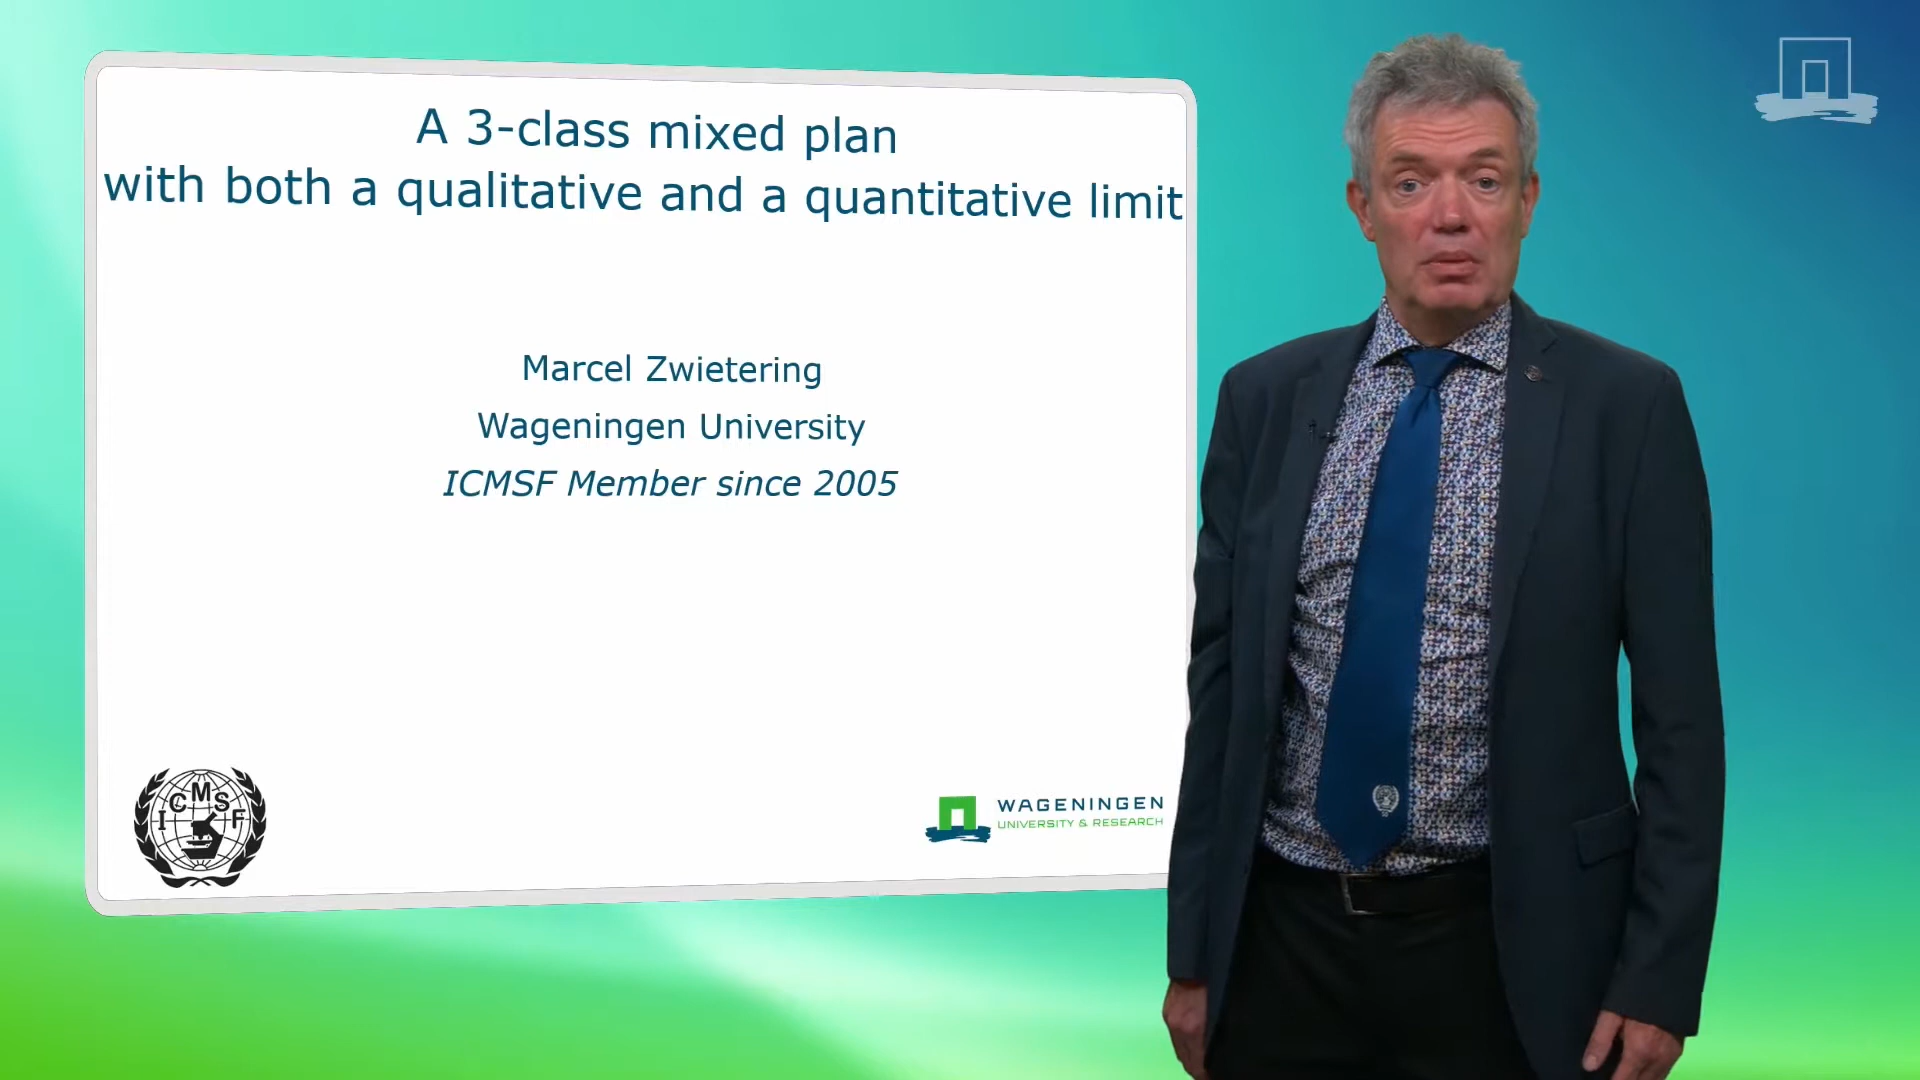 A 3-class mixed plan
with both a qualitative and a quantitative limit
Marcel Zwietering
Wageningen University
ICMSF Member since 2005
ICMSF
WAGENINGEN
UNIVERSITY & RESEARCH